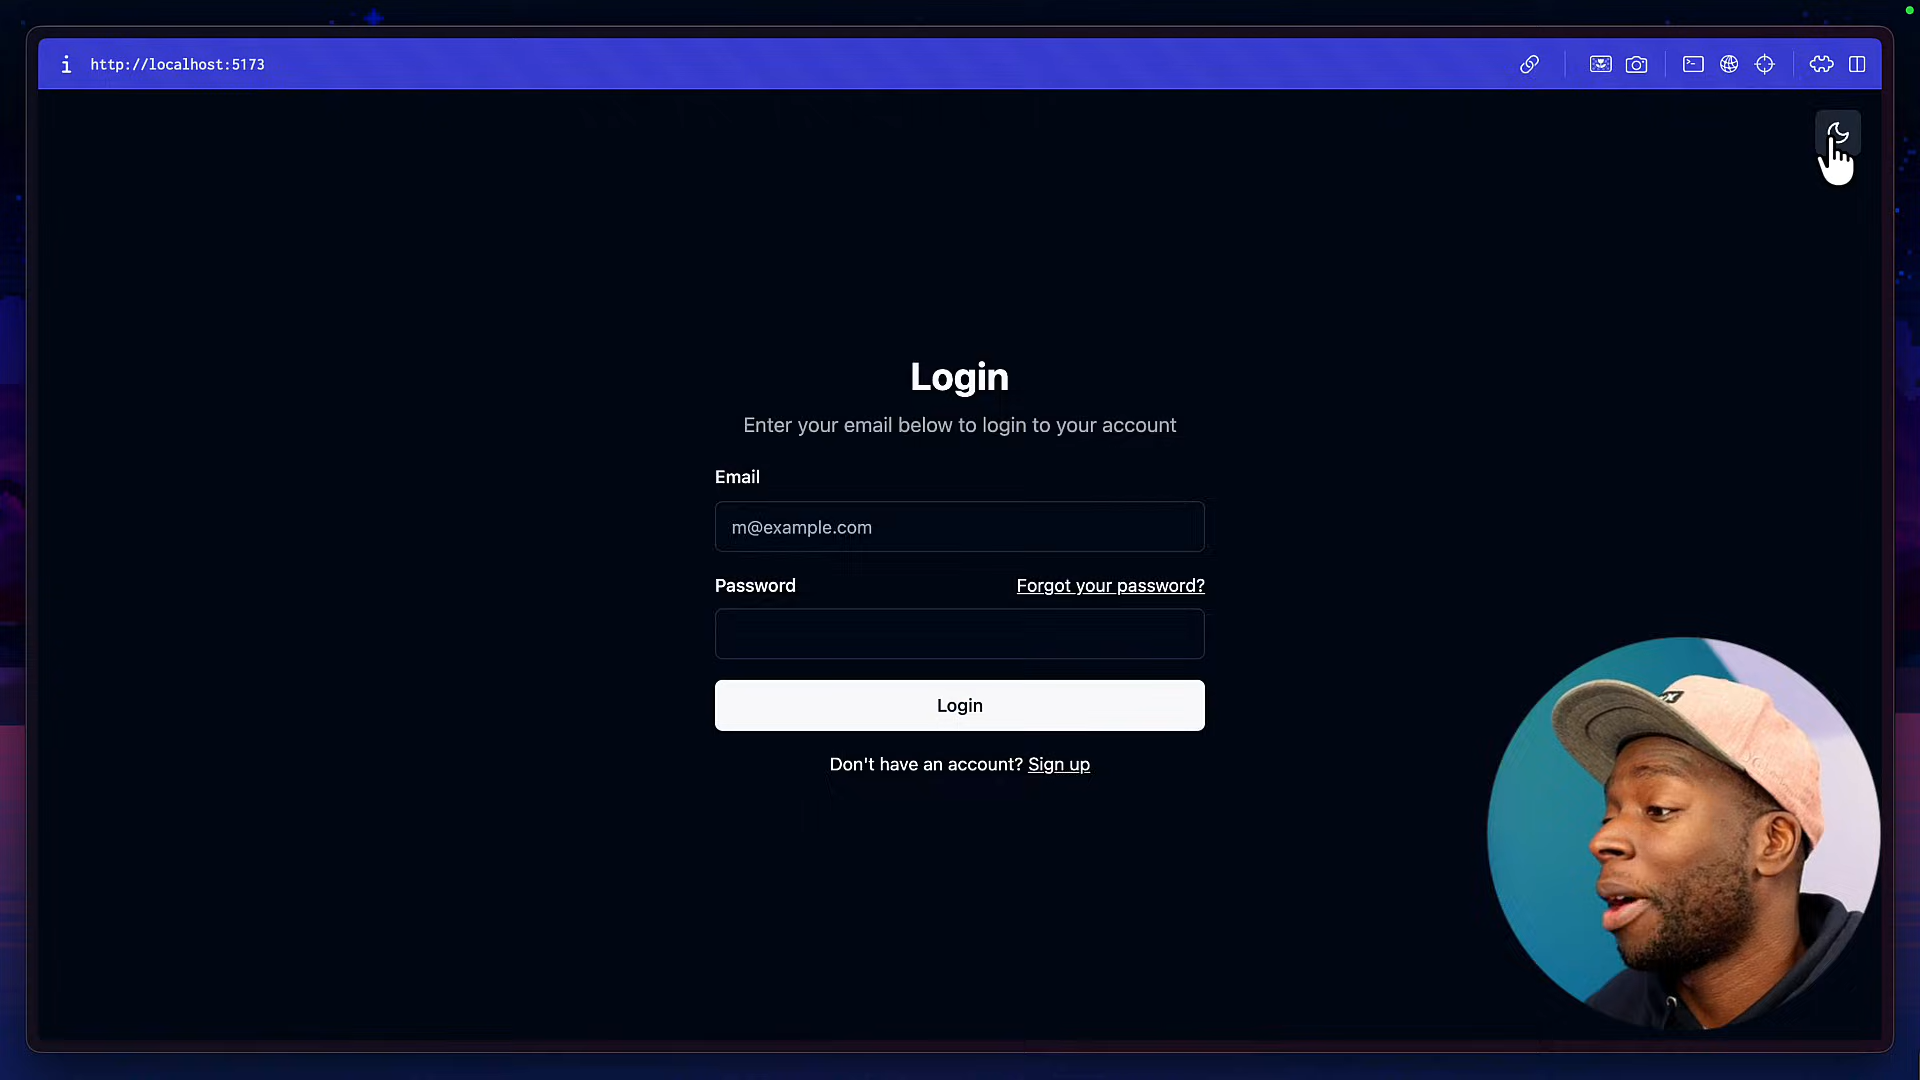 http://localhost:5173
Login
Enter your email below to login to your account
Email
m@example.com
Password
Forgot your password?
Login
Don't have an account? Sign up